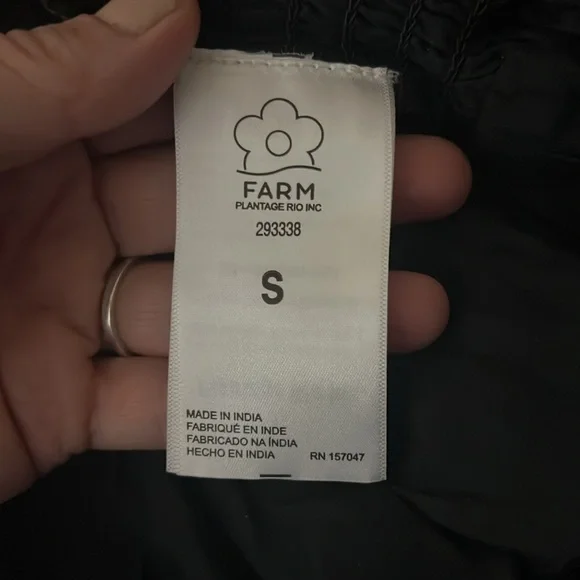 FARM
PLANTAGE RIO INC
293338
S
MADE IN INDIA
FABRIQUÉ EN INDE
FABRICADO NA ÍNDIA
HECHO EN INDIA
RN 157047